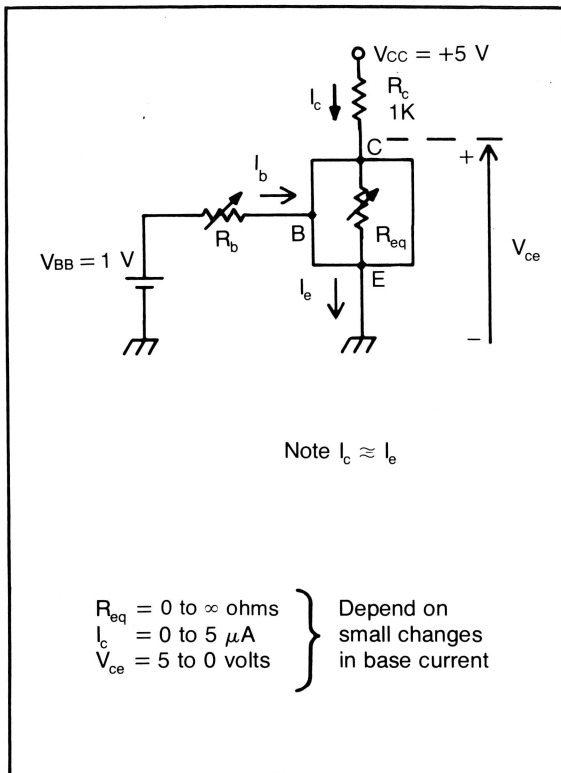 VCC = +5 V
Rc
1K
Ic
C
+
Ib
Rb
B
Req
Vce
VBB = 1 V
Ie
E
−
Note Ic ≈ Ie
Req = 0 to ∞ ohms
Ic = 0 to 5 μA
Vce = 5 to 0 volts
Depend on
small changes
in base current